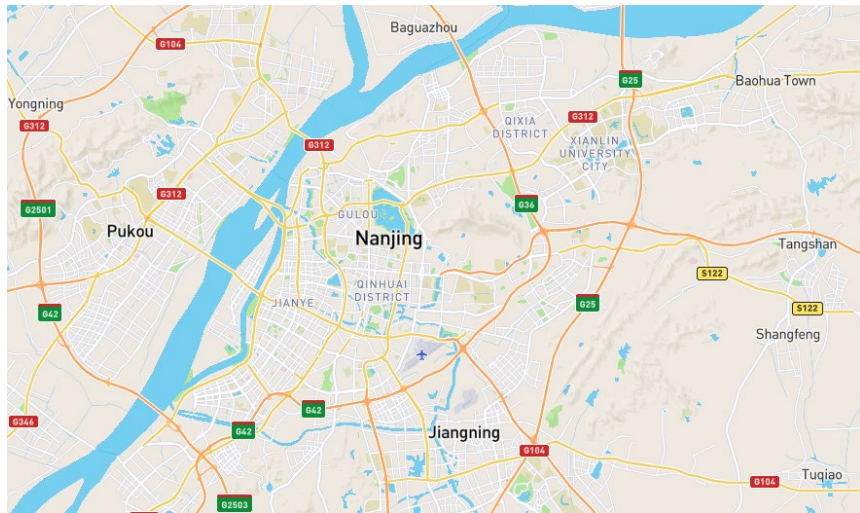 Baguazhou
G104
G25
Baohua Town
Yongning
G312
G312
G312
QIXIA
DISTRICT
XIANLIN
UNIVERSITY
CITY
G312
G2501
G36
GULOU
Pukou
Nanjing
Tangshan
S122
QINHUAI
DISTRICT
JIANYE
G42
G25
S122
Shangfeng
G42
G346
G42
Jiangning
G104
Tuqiao
G104
G2503